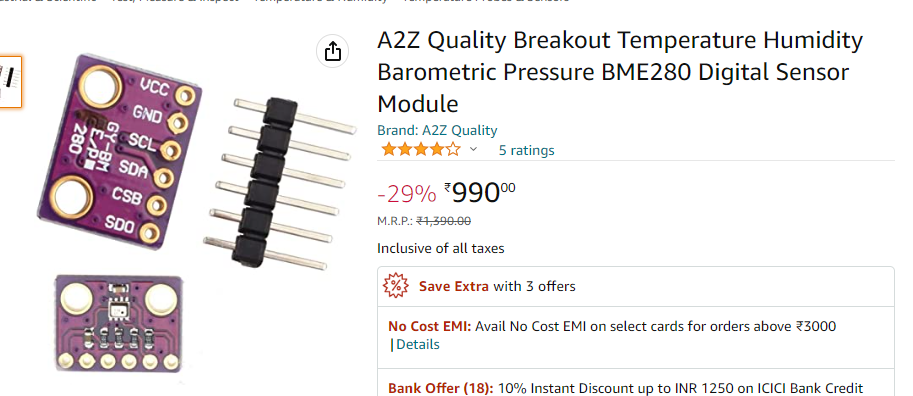 A2Z Quality Breakout Temperature Humidity
Barometric Pressure BME280 Digital Sensor
Module
Brand: A2Z Quality
5 ratings
-29% ₹99000
M.R.P.: ₹1,390.00
Inclusive of all taxes
Save Extra with 3 offers
No Cost EMI: Avail No Cost EMI on select cards for orders above ₹3000
|Details
Bank Offer (18): 10% Instant Discount up to INR 1250 on ICICI Bank Credit
VCC
GND
SCL
SDA
CSB
SDO
GY-BM
E/P
280